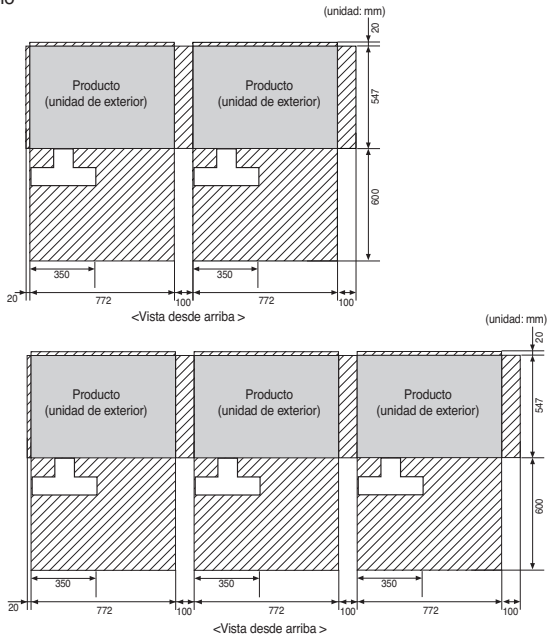 (unidad: mm)
20
Producto
(unidad de exterior)
Producto
(unidad de exterior)
547
600
350
350
20
772
100
772
100
<Vista desde arriba >
(unidad: mm)
20
Producto
(unidad de exterior)
Producto
(unidad de exterior)
Producto
(unidad de exterior)
547
600
350
350
350
20
772
100
772
100
772
100
<Vista desde arriba >